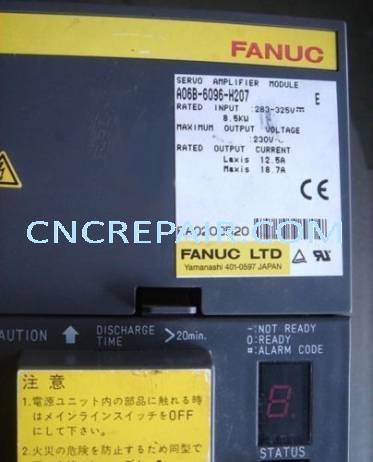 FANUC
SERVO AMPLIFIER MODULE
A06B-6096-H207 E
RATED INPUT :283-325V
8.5KW
MAXIMUM OUTPUT VOLTAGE
:230V
RATED OUTPUT CURRENT
Laxis 12.5A
Maxis 18.7A
CE
CNCREPAIR.COM
FANUC LTD
Yamanashi 401-0597 JAPAN
CAUTION DISCHARGE TIME >20min.
-:NOT READY
0:READY
#:ALARM CODE
8
STATUS
注意
1.電源ユニット内の部品に触れる時
はメインラインスイッチをOFF
にして下さい。
2.火災の危険を防止するため同型で